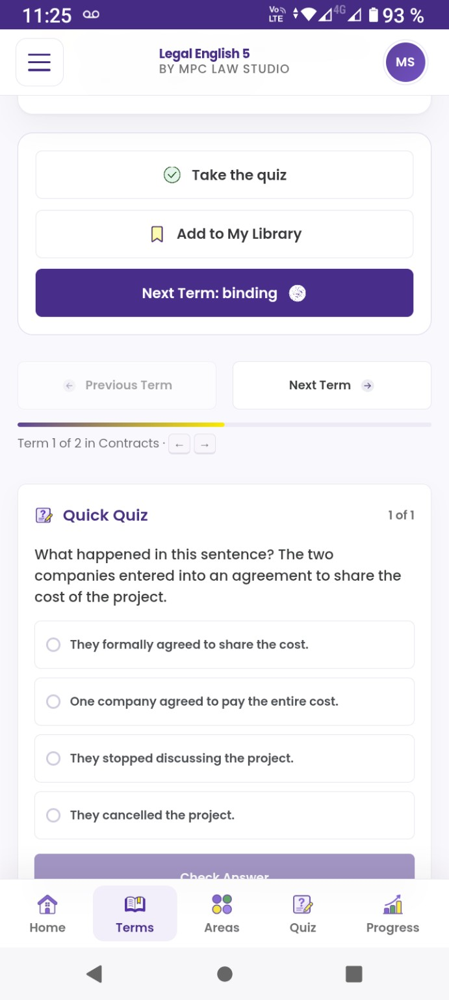 11:25
Vo LTE 4G 93 %
Legal English 5
BY MPC LAW STUDIO
MS
Take the quiz
Add to My Library
Next Term: binding
← Previous Term
Next Term →
Term 1 of 2 in Contracts · ← →
Quick Quiz
1 of 1
What happened in this sentence? The two
companies entered into an agreement to share the
cost of the project.
They formally agreed to share the cost.
One company agreed to pay the entire cost.
They stopped discussing the project.
They cancelled the project.
Check Answer
Home
Terms
Areas
Quiz
Progress